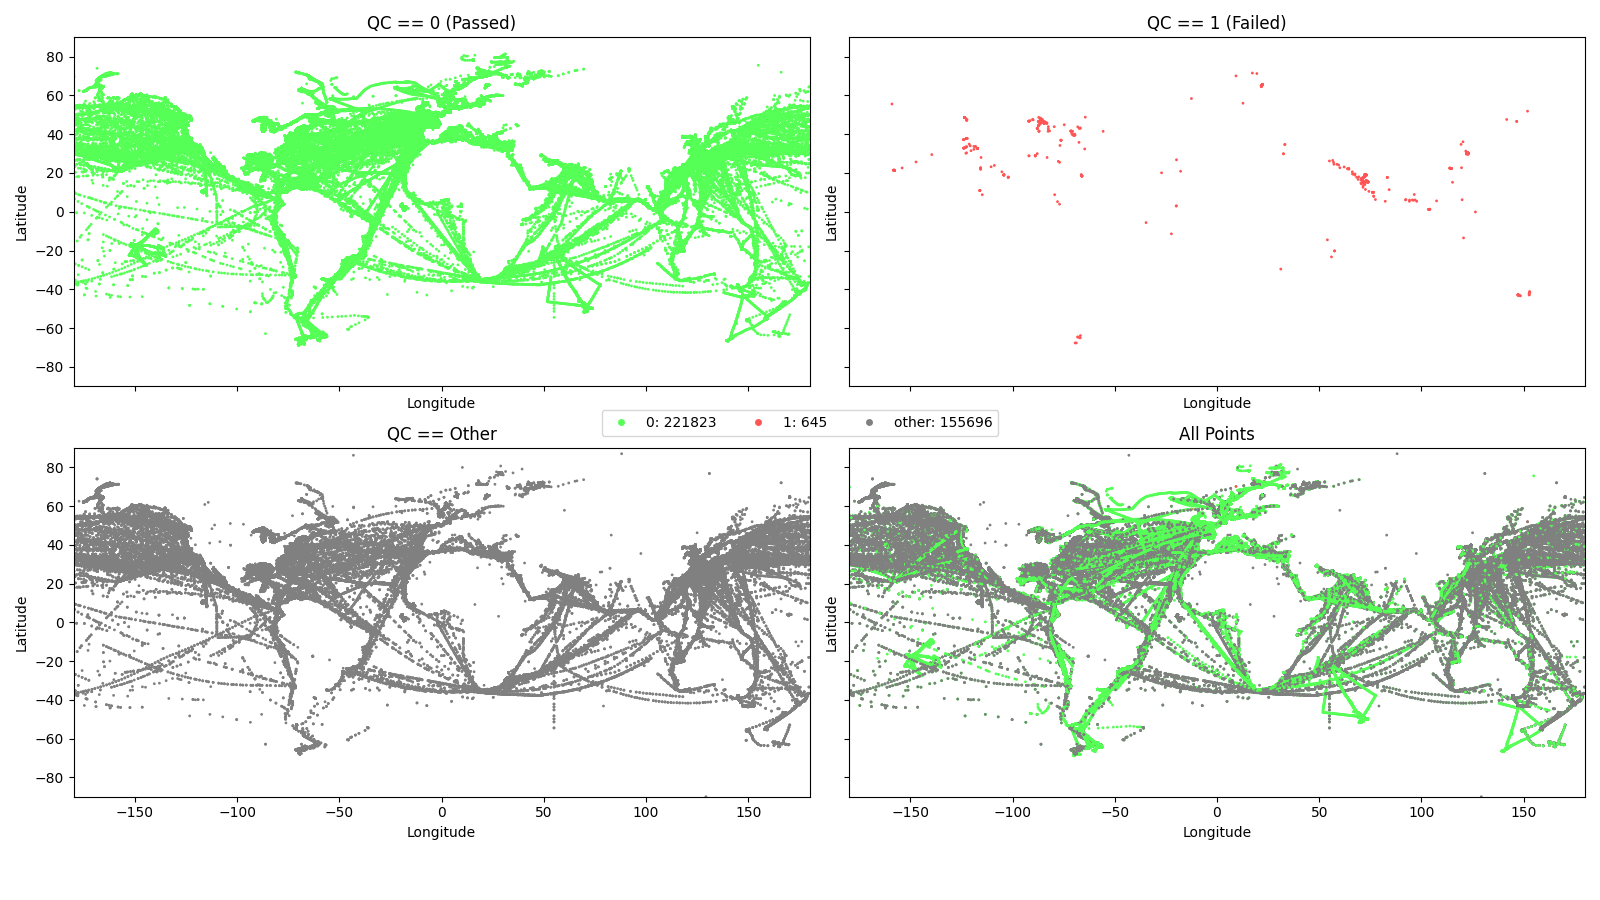 QC == 0 (Passed)
QC == 1 (Failed)
80
60
40
20
0
−20
−40
−60
−80
Latitude
Latitude
Longitude
Longitude
0: 221823
1: 645
other: 155696
QC == Other
All Points
80
60
40
20
0
−20
−40
−60
−80
Latitude
Latitude
−150 −100 −50 0 50 100 150
−150 −100 −50 0 50 100 150
Longitude
Longitude